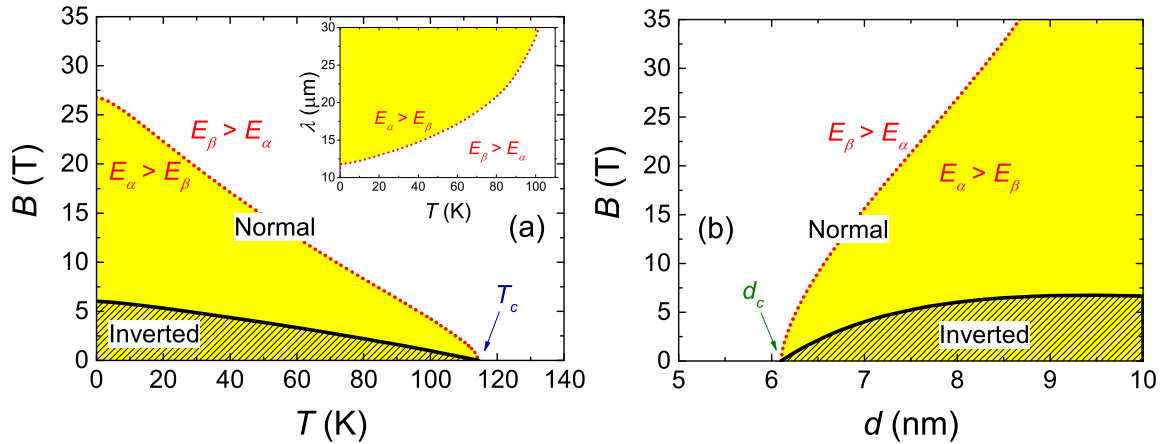 35
30
25
20
15
10
5
0
B (T)
0 20 40 60 80 100 120 140
T (K)
E_β > E_α
E_α > E_β
Normal
(a)
T_c
Inverted
30
25
20
15
10
λ (μm)
0 20 40 60 80 100
T (K)
E_α > E_β
E_β > E_α
35
30
25
20
15
10
5
0
B (T)
5 6 7 8 9 10
d (nm)
E_β > E_α
E_α > E_β
Normal
(b)
d_c
Inverted